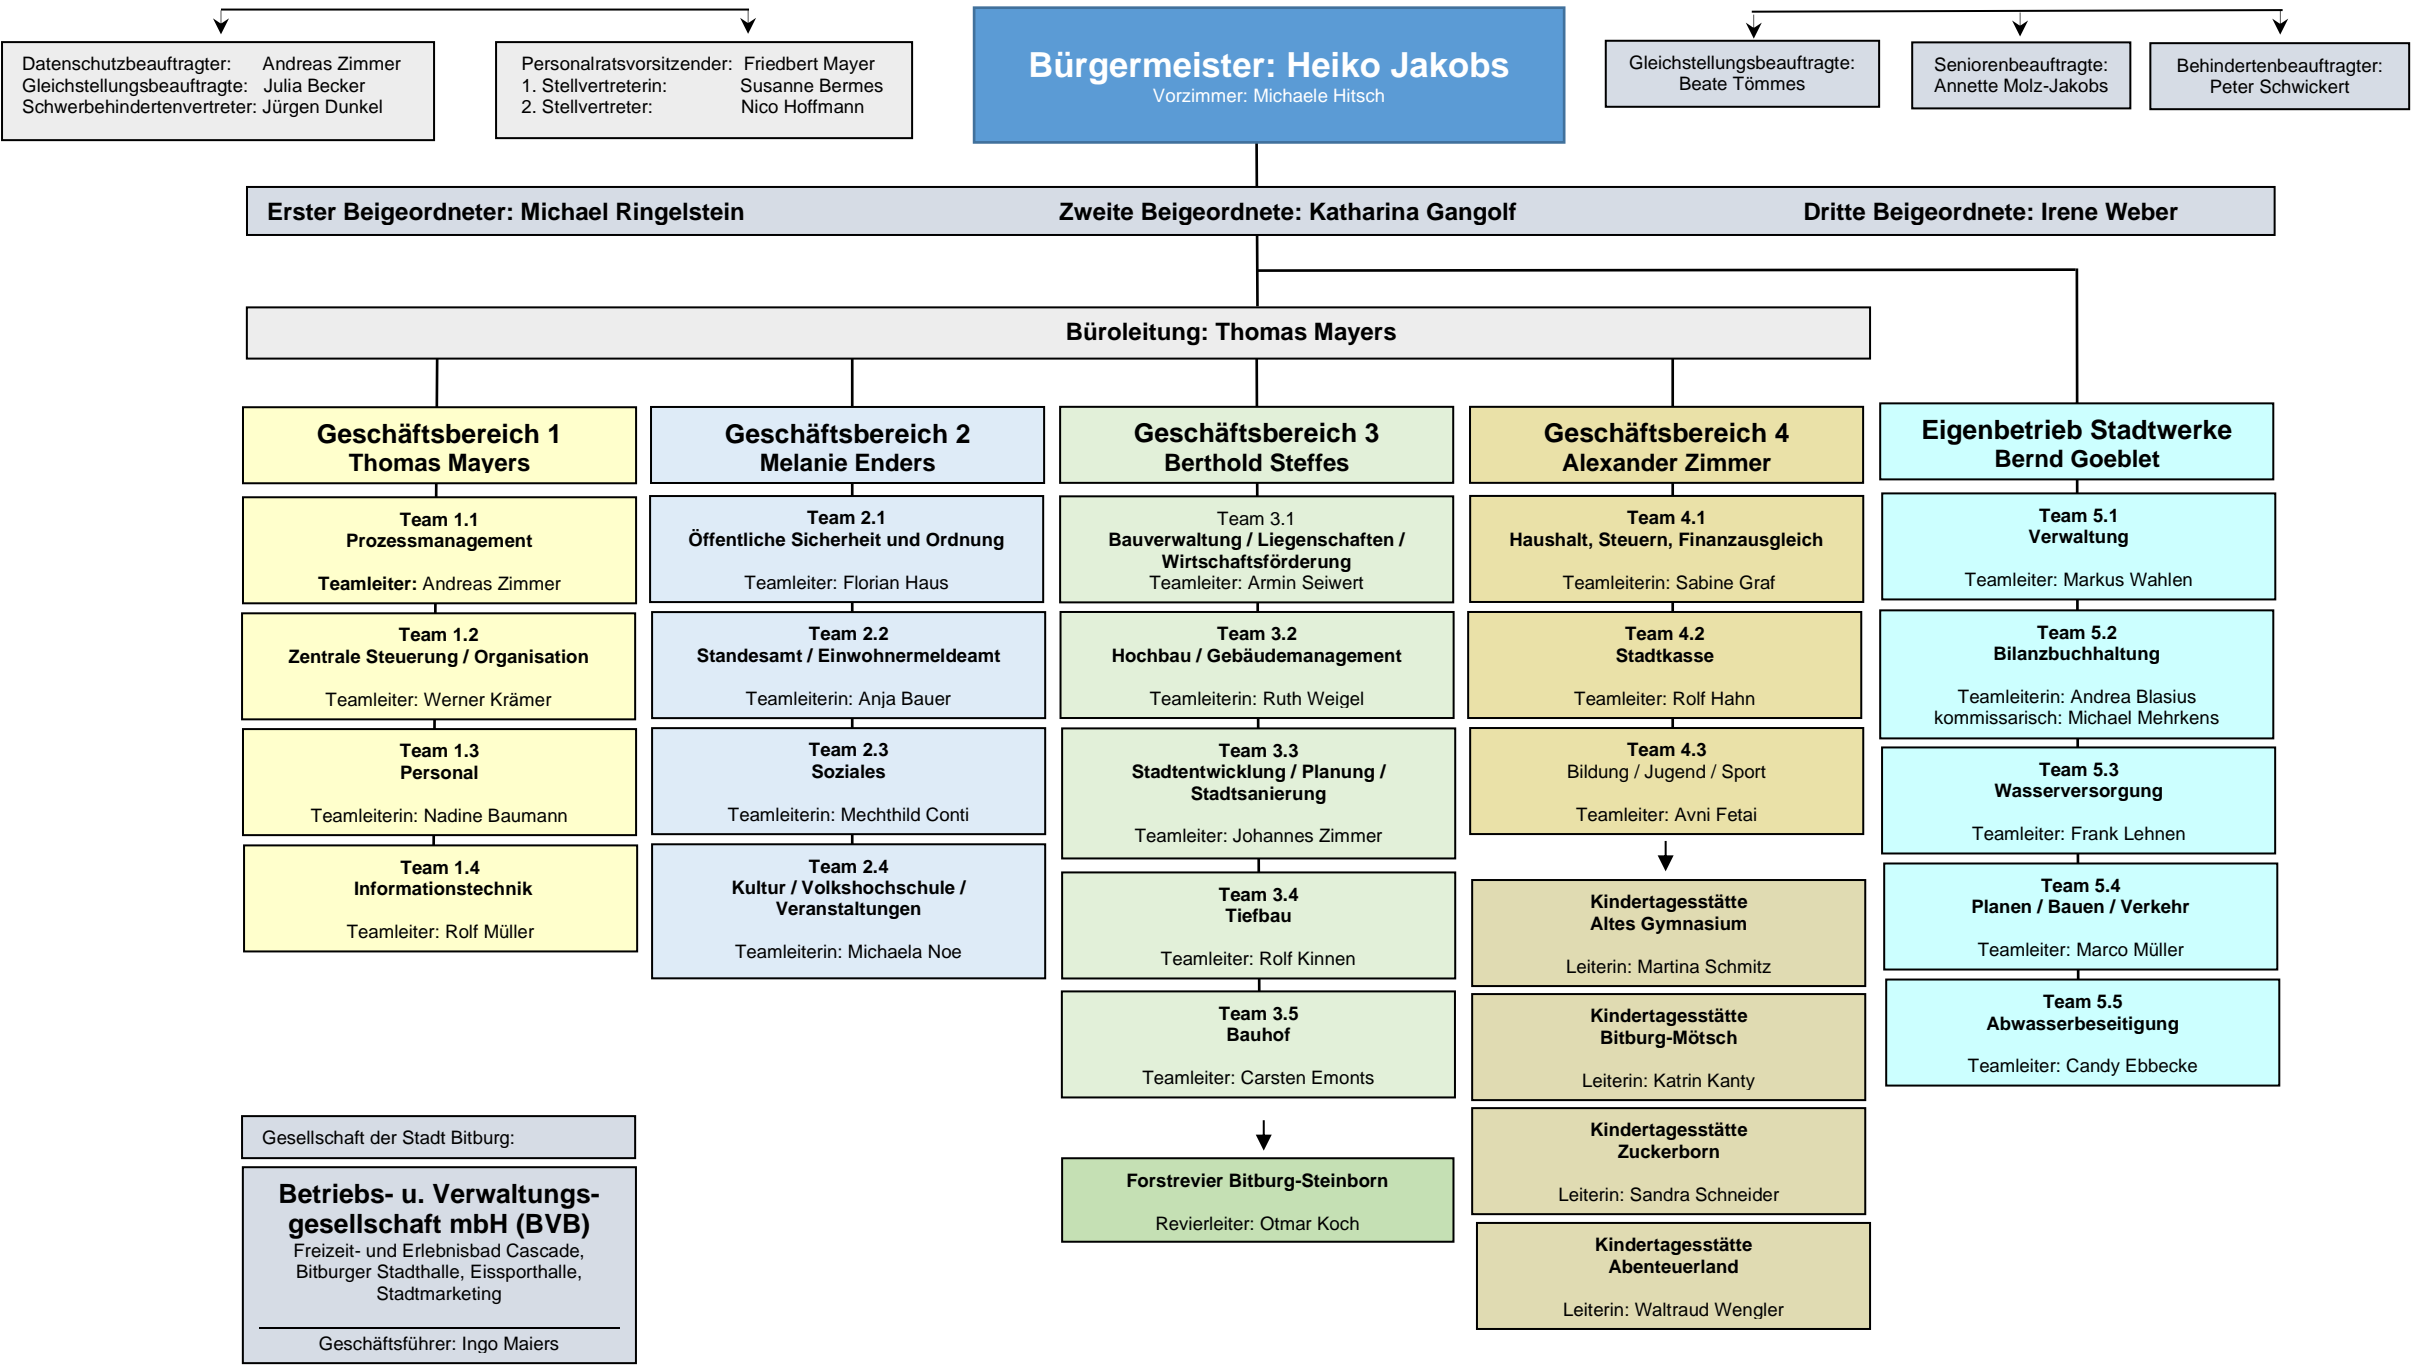 Datenschutzbeauftragter: Andreas Zimmer
Gleichstellungsbeauftragte: Julia Becker
Schwerbehindertenvertreter: Jürgen Dunkel
Personalratsvorsitzender: Friedbert Mayer
1. Stellvertreterin: Susanne Bermes
2. Stellvertreter: Nico Hoffmann
Bürgermeister: Heiko Jakobs
Vorzimmer: Michaele Hitsch
Gleichstellungsbeauftragte:
Beate Tömmes
Seniorenbeauftragte:
Annette Molz-Jakobs
Behindertenbeauftragter:
Peter Schwickert
Erster Beigeordneter: Michael Ringelstein
Zweite Beigeordnete: Katharina Gangolf
Dritte Beigeordnete: Irene Weber
Büroleitung: Thomas Mayers
Geschäftsbereich 1
Thomas Mayers
Team 1.1
Prozessmanagement
Teamleiter: Andreas Zimmer
Team 1.2
Zentrale Steuerung / Organisation
Teamleiter: Werner Krämer
Team 1.3
Personal
Teamleiterin: Nadine Baumann
Team 1.4
Informationstechnik
Teamleiter: Rolf Müller
Geschäftsbereich 2
Melanie Enders
Team 2.1
Öffentliche Sicherheit und Ordnung
Teamleiter: Florian Haus
Team 2.2
Standesamt / Einwohnermeldeamt
Teamleiterin: Anja Bauer
Team 2.3
Soziales
Teamleiterin: Mechthild Conti
Team 2.4
Kultur / Volkshochschule /
Veranstaltungen
Teamleiterin: Michaela Noe
Geschäftsbereich 3
Berthold Steffes
Team 3.1
Bauverwaltung / Liegenschaften /
Wirtschaftsförderung
Teamleiter: Armin Seiwert
Team 3.2
Hochbau / Gebäudemanagement
Teamleiterin: Ruth Weigel
Team 3.3
Stadtentwicklung / Planung /
Stadtsanierung
Teamleiter: Johannes Zimmer
Team 3.4
Tiefbau
Teamleiter: Rolf Kinnen
Team 3.5
Bauhof
Teamleiter: Carsten Emonts
Forstrevier Bitburg-Steinborn
Revierleiter: Otmar Koch
Geschäftsbereich 4
Alexander Zimmer
Team 4.1
Haushalt, Steuern, Finanzausgleich
Teamleiterin: Sabine Graf
Team 4.2
Stadtkasse
Teamleiter: Rolf Hahn
Team 4.3
Bildung / Jugend / Sport
Teamleiter: Avni Fetai
Kindertagesstätte
Altes Gymnasium
Leiterin: Martina Schmitz
Kindertagesstätte
Bitburg-Mötsch
Leiterin: Katrin Kanty
Kindertagesstätte
Zuckerborn
Leiterin: Sandra Schneider
Kindertagesstätte
Abenteuerland
Leiterin: Waltraud Wengler
Eigenbetrieb Stadtwerke
Bernd Goeblet
Team 5.1
Verwaltung
Teamleiter: Markus Wahlen
Team 5.2
Bilanzbuchhaltung
Teamleiterin: Andrea Blasius
kommissarisch: Michael Mehrkens
Team 5.3
Wasserversorgung
Teamleiter: Frank Lehnen
Team 5.4
Planen / Bauen / Verkehr
Teamleiter: Marco Müller
Team 5.5
Abwasserbeseitigung
Teamleiter: Candy Ebbecke
Gesellschaft der Stadt Bitburg:
Betriebs- u. Verwaltungs-
gesellschaft mbH (BVB)
Freizeit- und Erlebnisbad Cascade,
Bitburger Stadthalle, Eissporthalle,
Stadtmarketing
Geschäftsführer: Ingo Maiers